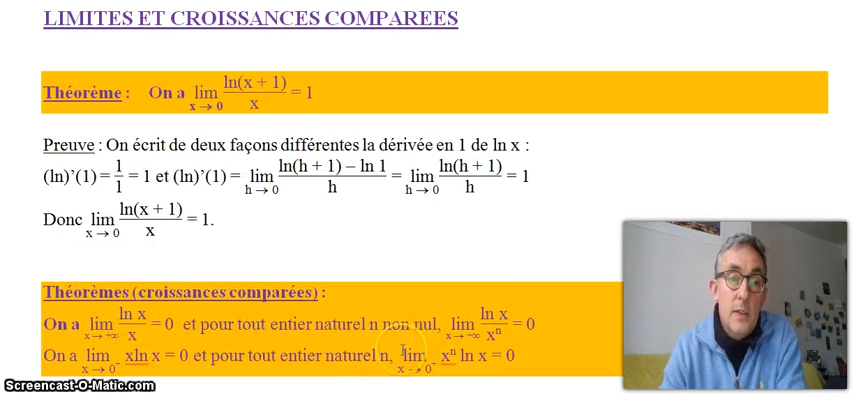 LIMITES ET CROISSANCES COMPAREES
Théorème : On a lim x → 0 ln(x + 1) / x = 1
Preuve : On écrit de deux façons différentes la dérivée en 1 de ln x :
(ln)’(1) = 1/1 = 1 et (ln)’(1) = lim h → 0 ln(h + 1) – ln 1 / h = lim h → 0 ln(h + 1) / h = 1
Donc lim x → 0 ln(x + 1) / x = 1.
Théorèmes (croissances comparées) :
On a lim x → +∞ ln x / x = 0 et pour tout entier naturel n non nul, lim x → +∞ ln x / xⁿ = 0
On a lim x → 0⁺ xln x = 0 et pour tout entier naturel n, lim x → 0⁺ xⁿ ln x = 0
Screencast-O-Matic.com